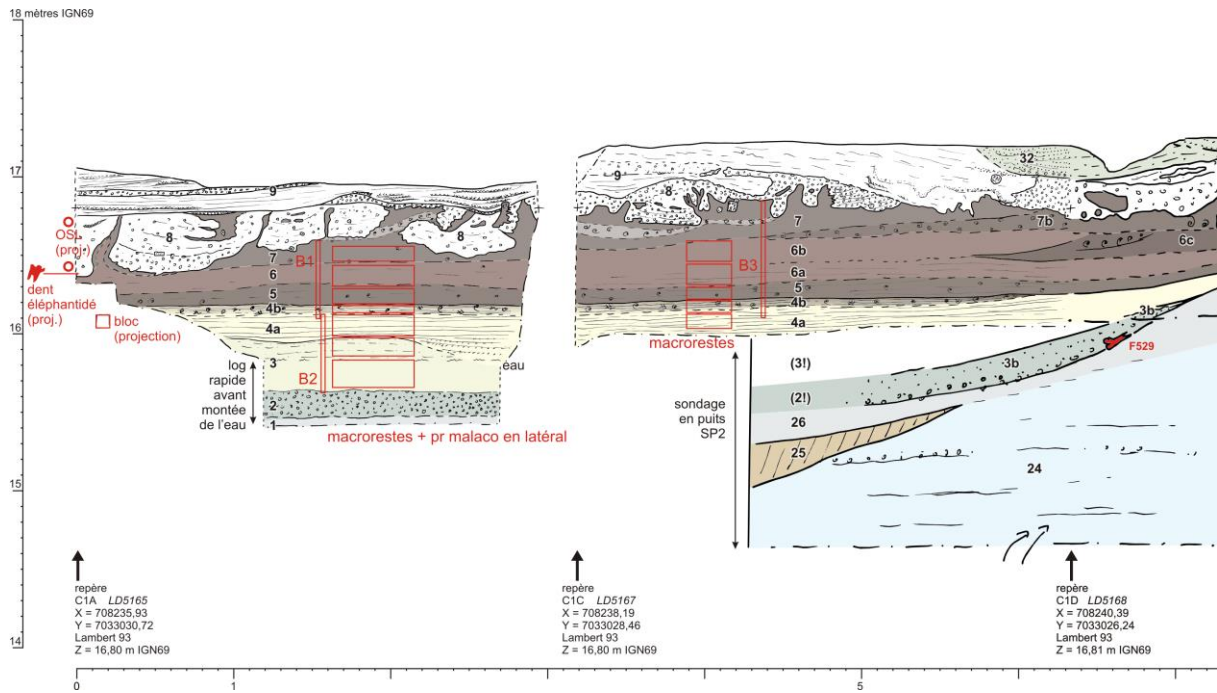 18 mètres IGN69
17
16
15
14
9
8
8
7
6
5
4b
4a
3
2
1
B1
B2
OSL
(proj.)
dent
éléphantidé
(proj.)
bloc
(projection)
log
rapide
avant
montée
de l'eau
eau
macrorestes + pr malaco en latéral
9
8
32
7
7b
6b
6c
6a
5
4b
4a
B3
macrorestes
3b
F529
(3!)
3b
(2!)
26
25
24
sondage
en puits
SP2
repère
C1A LD5165
X = 708235,93
Y = 7033030,72
Lambert 93
Z = 16,80 m IGN69
repère
C1C LD5167
X = 708238,19
Y = 7033028,46
Lambert 93
Z = 16,80 m IGN69
repère
C1D LD5168
X = 708240,39
Y = 7033026,24
Lambert 93
Z = 16,81 m IGN69
0 1 5